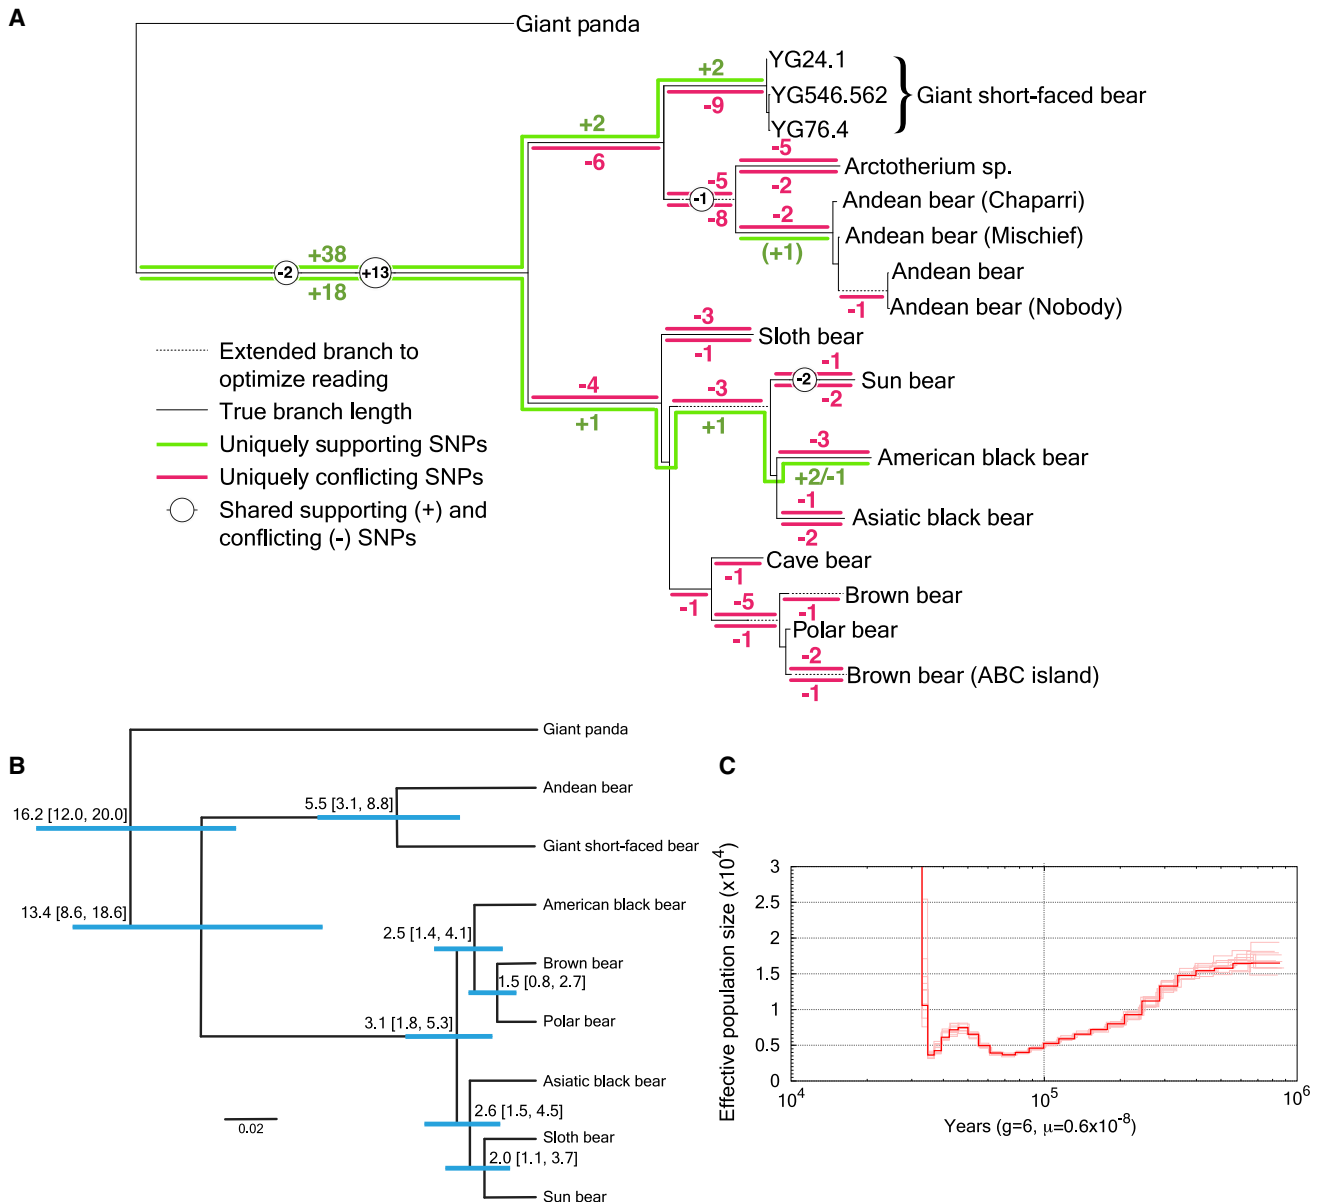 A
Giant panda
+2
-9
YG24.1
YG546.562
YG76.4
Giant short-faced bear
+2
-6
-5
-1
-8
-5
-2
Arctotherium sp.
-2
(+1)
Andean bear (Chaparri)
Andean bear (Mischief)
Andean bear
-1
Andean bear (Nobody)
+38
-2
+13
+18
-3
-1
Sloth bear
-4
+1
-3
+1
-1
-2
-2
Sun bear
-3
+2/-1
American black bear
-1
-2
Asiatic black bear
-1
Cave bear
-1
-5
-1
-1
Brown bear
Polar bear
-2
-1
Brown bear (ABC island)
Extended branch to
optimize reading
True branch length
Uniquely supporting SNPs
Uniquely conflicting SNPs
Shared supporting (+) and
conflicting (-) SNPs
B
Giant panda
Andean bear
5.5 [3.1, 8.8]
16.2 [12.0, 20.0]
Giant short-faced bear
American black bear
13.4 [8.6, 18.6]
2.5 [1.4, 4.1]
Brown bear
1.5 [0.8, 2.7]
Polar bear
3.1 [1.8, 5.3]
Asiatic black bear
2.6 [1.5, 4.5]
0.02
Sloth bear
2.0 [1.1, 3.7]
Sun bear
C
Effective population size (x10⁴)
3
2.5
2
1.5
1
0.5
0
10⁴
10⁵
10⁶
Years (g=6, μ=0.6x10⁻⁸)